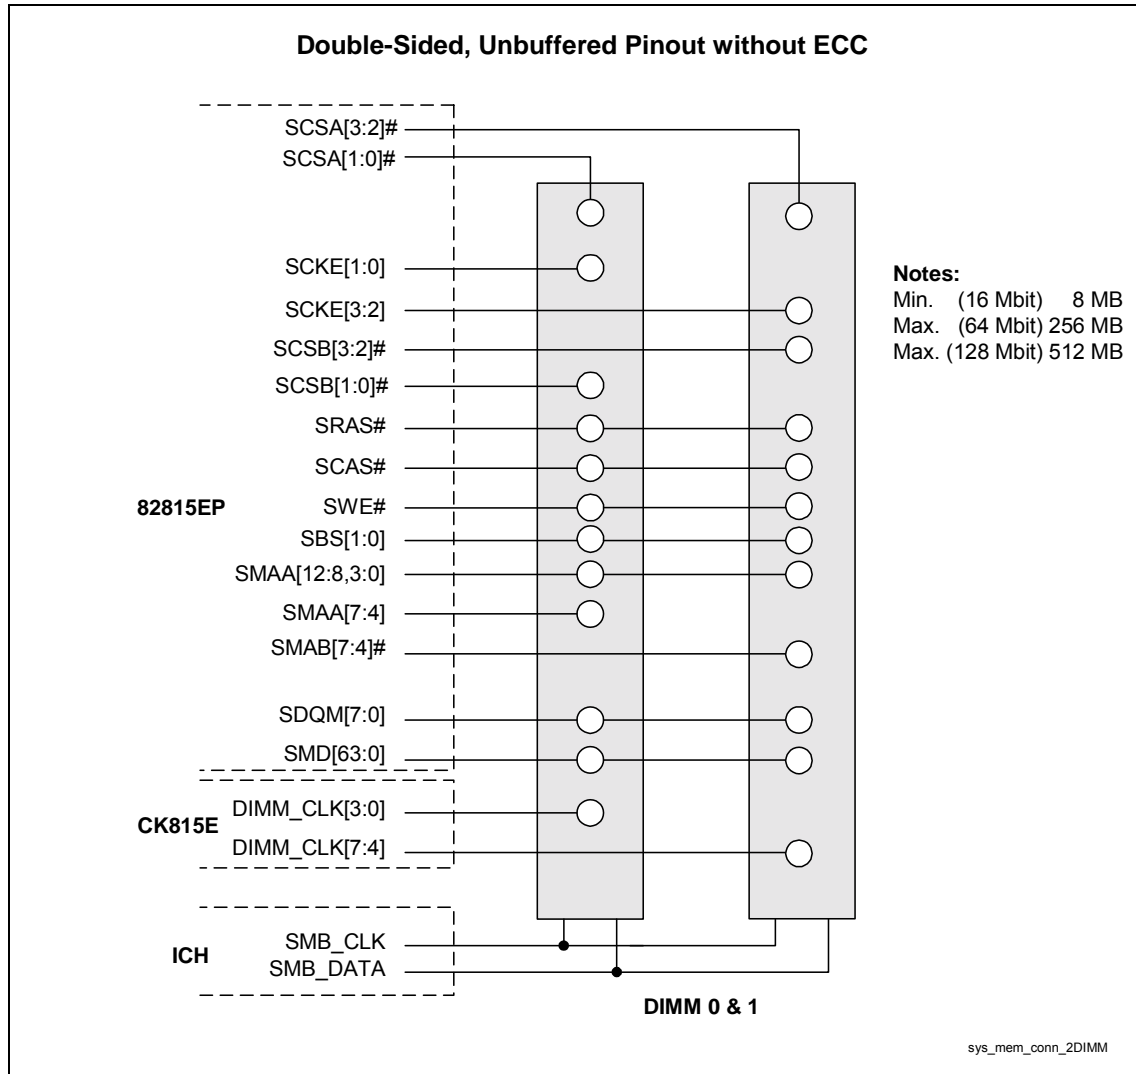 Double-Sided, Unbuffered Pinout without ECC
SCSA[3:2]#
SCSA[1:0]#
SCKE[1:0]
SCKE[3:2]
SCSB[3:2]#
SCSB[1:0]#
SRAS#
SCAS#
82815EP
SWE#
SBS[1:0]
SMAA[12:8,3:0]
SMAA[7:4]
SMAB[7:4]#
SDQM[7:0]
SMD[63:0]
CK815E
DIMM_CLK[3:0]
DIMM_CLK[7:4]
ICH
SMB_CLK
SMB_DATA
Notes:
Min. (16 Mbit) 8 MB
Max. (64 Mbit) 256 MB
Max. (128 Mbit) 512 MB
DIMM 0 & 1
sys_mem_conn_2DIMM